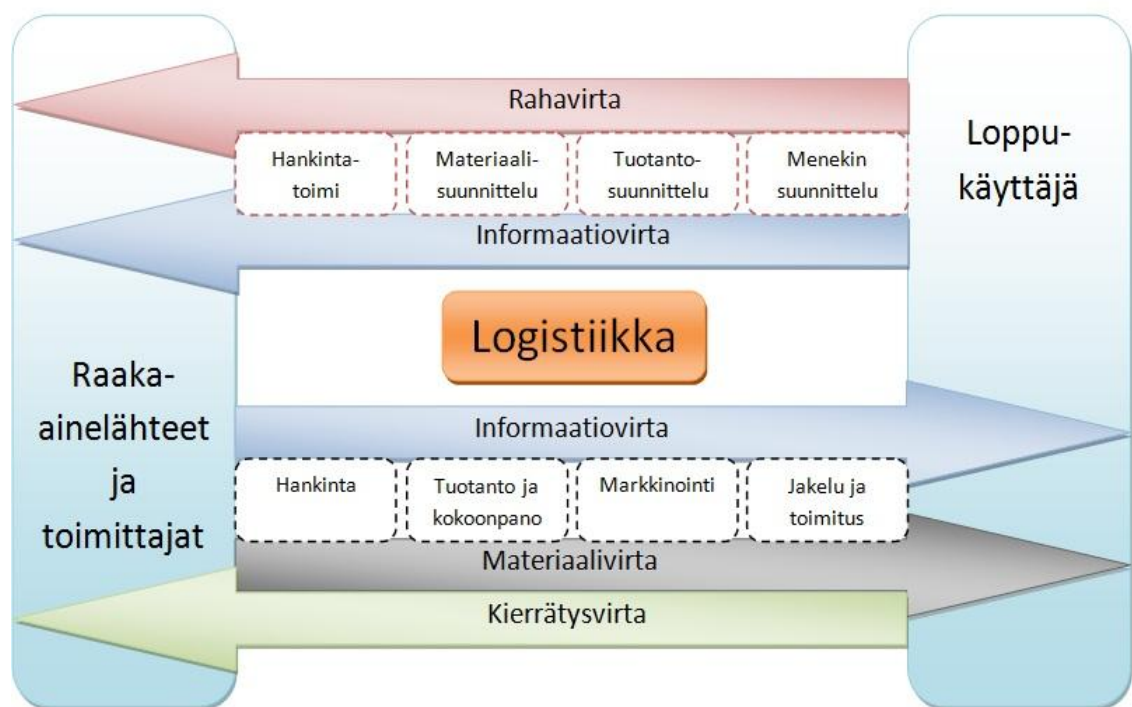 Rahavirta
Loppu-
käyttäjä
Hankinta-
toimi
Materiaali-
suunnittelu
Tuotanto-
suunnittelu
Menekin
suunnittelu
Informaatiovirta
Logistiikka
Raaka-
ainelähteet
ja
toimittajat
Informaatiovirta
Hankinta
Tuotanto ja
kokoonpano
Markkinointi
Jakelu ja
toimitus
Materiaalivirta
Kierrätysvirta